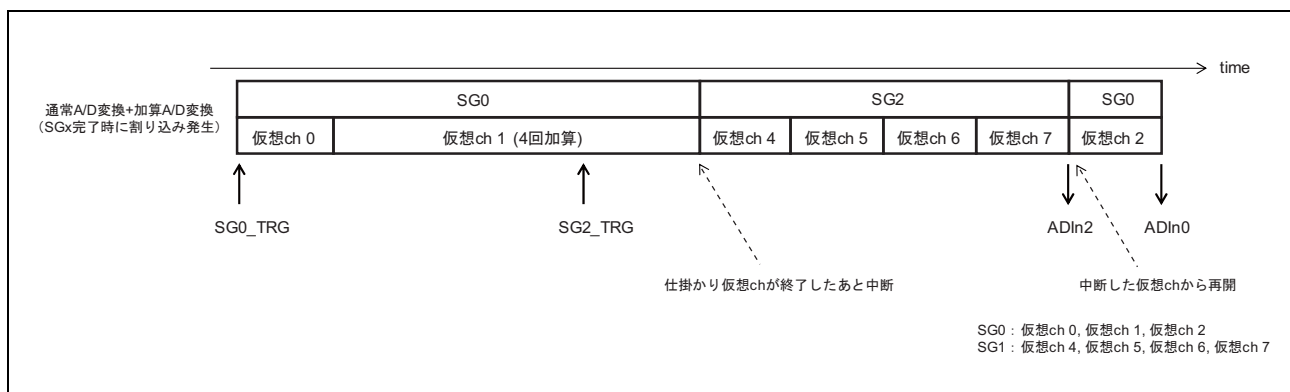 time
通常A/D変換+加算A/D変換
（SGx完了時に割り込み発生）
SG0 SG2 SG0
仮想ch 0 仮想ch 1 (4回加算) 仮想ch 4 仮想ch 5 仮想ch 6 仮想ch 7 仮想ch 2
SG0_TRG SG2_TRG ADIn2 ADIn0
仕掛かり仮想chが終了したあと中断 中断した仮想chから再開
SG0： 仮想ch 0, 仮想ch 1, 仮想ch 2
SG1： 仮想ch 4, 仮想ch 5, 仮想ch 6, 仮想ch 7